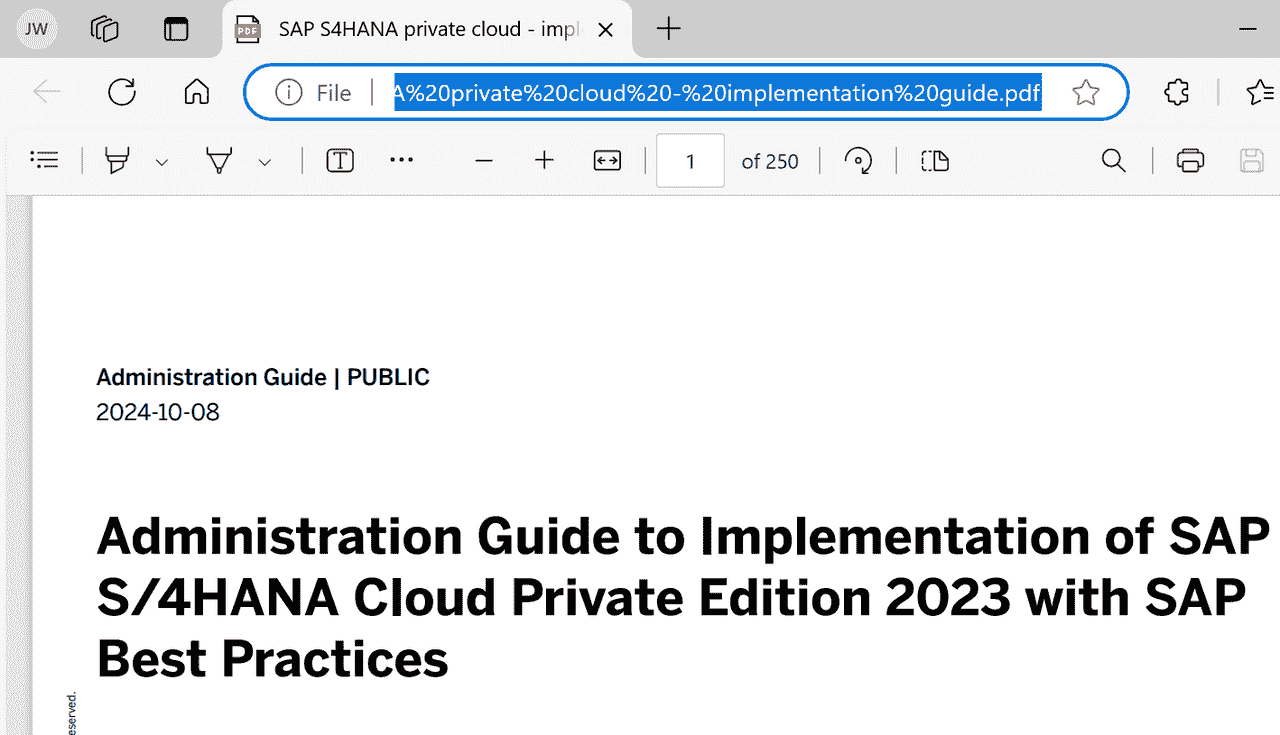 JW
PDF
SAP S4HANA private cloud - impl
File
A%20private%20cloud%20-%20implementation%20guide.pdf
T
1
of 250
Administration Guide | PUBLIC
2024-10-08
Administration Guide to Implementation of SAP
S/4HANA Cloud Private Edition 2023 with SAP
Best Practices
eserved.